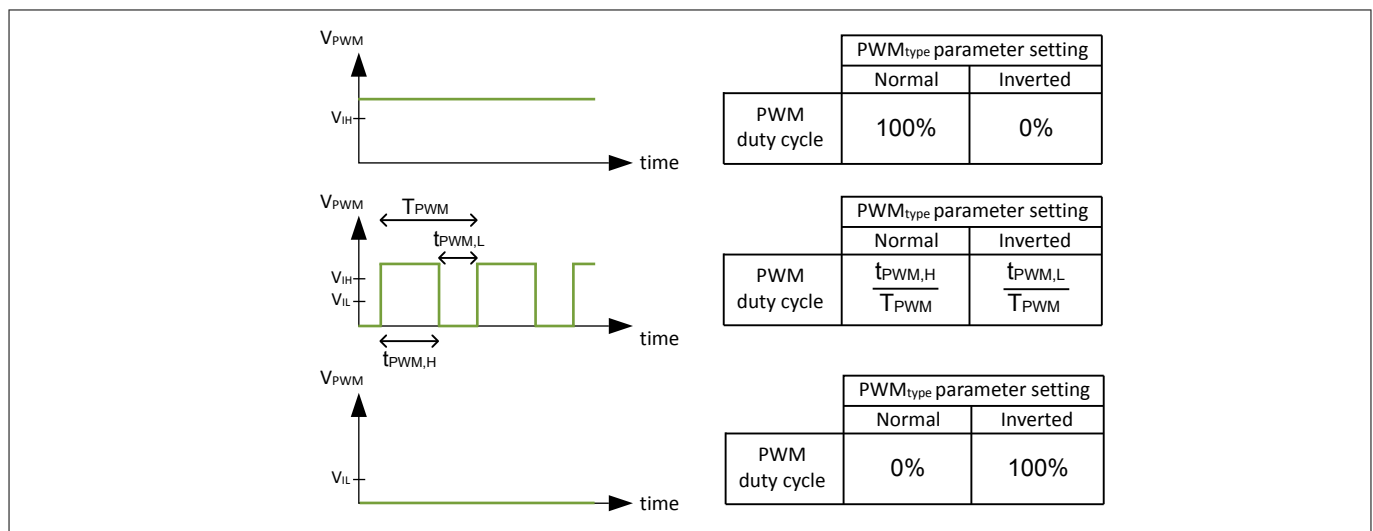 VPWM
VIH
time
PWMtype parameter setting
Normal Inverted
PWM
duty cycle
100% 0%
VPWM
TPWM
tPWM,L
VIH
VIL
time
tPWM,H
PWMtype parameter setting
Normal Inverted
PWM
duty cycle
tPWM,H tPWM,L
TPWM TPWM
VPWM
VIL
time
PWMtype parameter setting
Normal Inverted
PWM
duty cycle
0% 100%